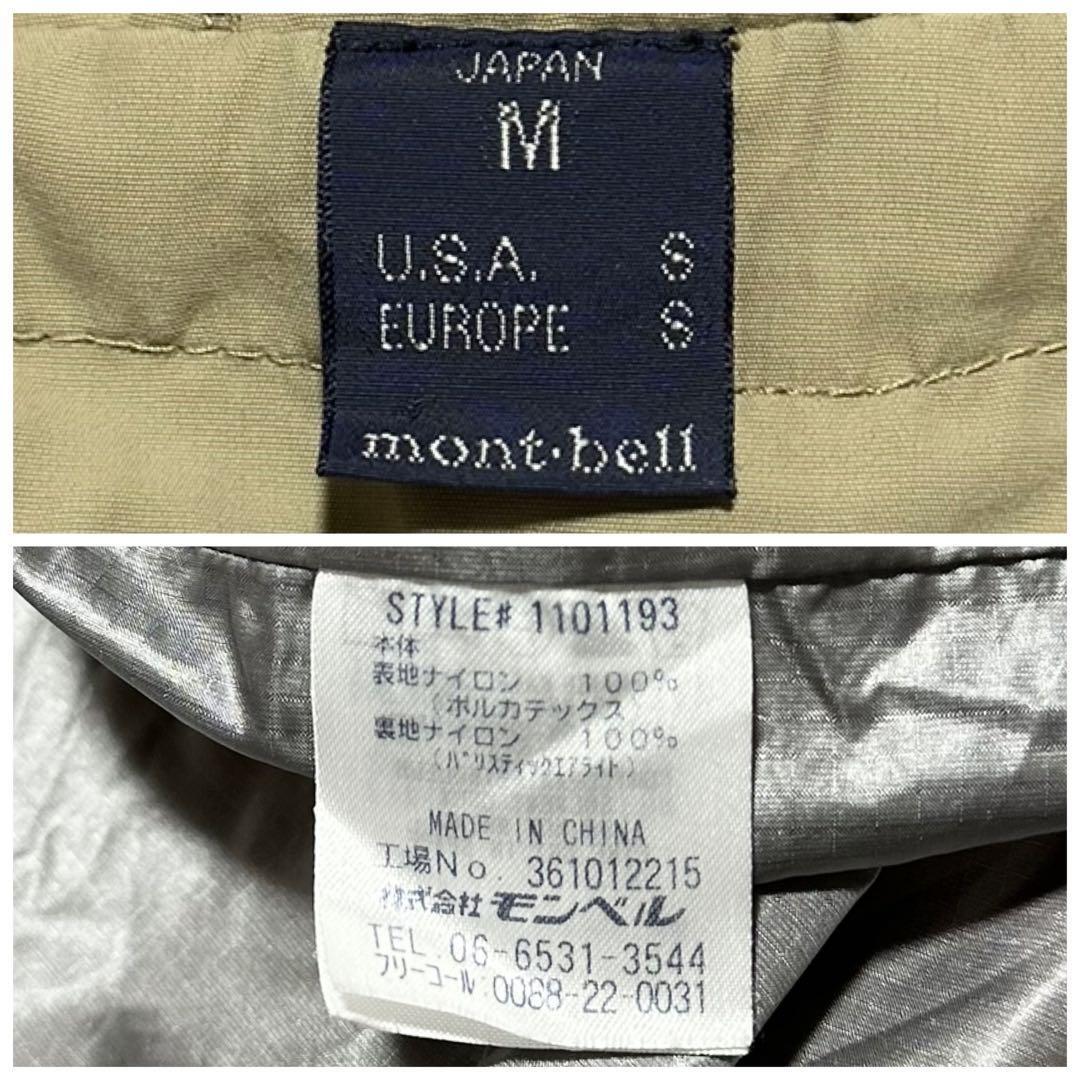 JAPAN
M
U.S.A. S
EUROPE S
mont·bell
STYLE# 1101193
本体
表地ナイロン 100%
(ポルカテックス)
裏地ナイロン 100%
(バリスティックエアライト)
MADE IN CHINA
工場No. 361012215
株式会社 モンベル
TEL.06-6531-3544
フリーコール:0088-22-0031